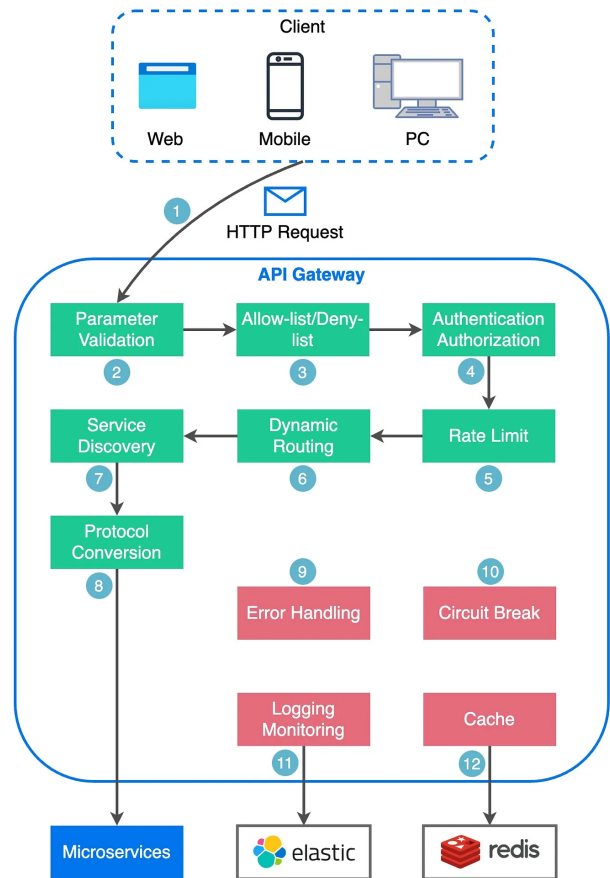 Client
Web
Mobile
PC
1
HTTP Request
API Gateway
Parameter
Validation
2
Allow-list/Deny-
list
3
Authentication
Authorization
4
Rate Limit
5
Dynamic
Routing
6
Service
Discovery
7
Protocol
Conversion
8
9
Error Handling
10
Circuit Break
Logging
Monitoring
11
Cache
12
Microservices
elastic
redis